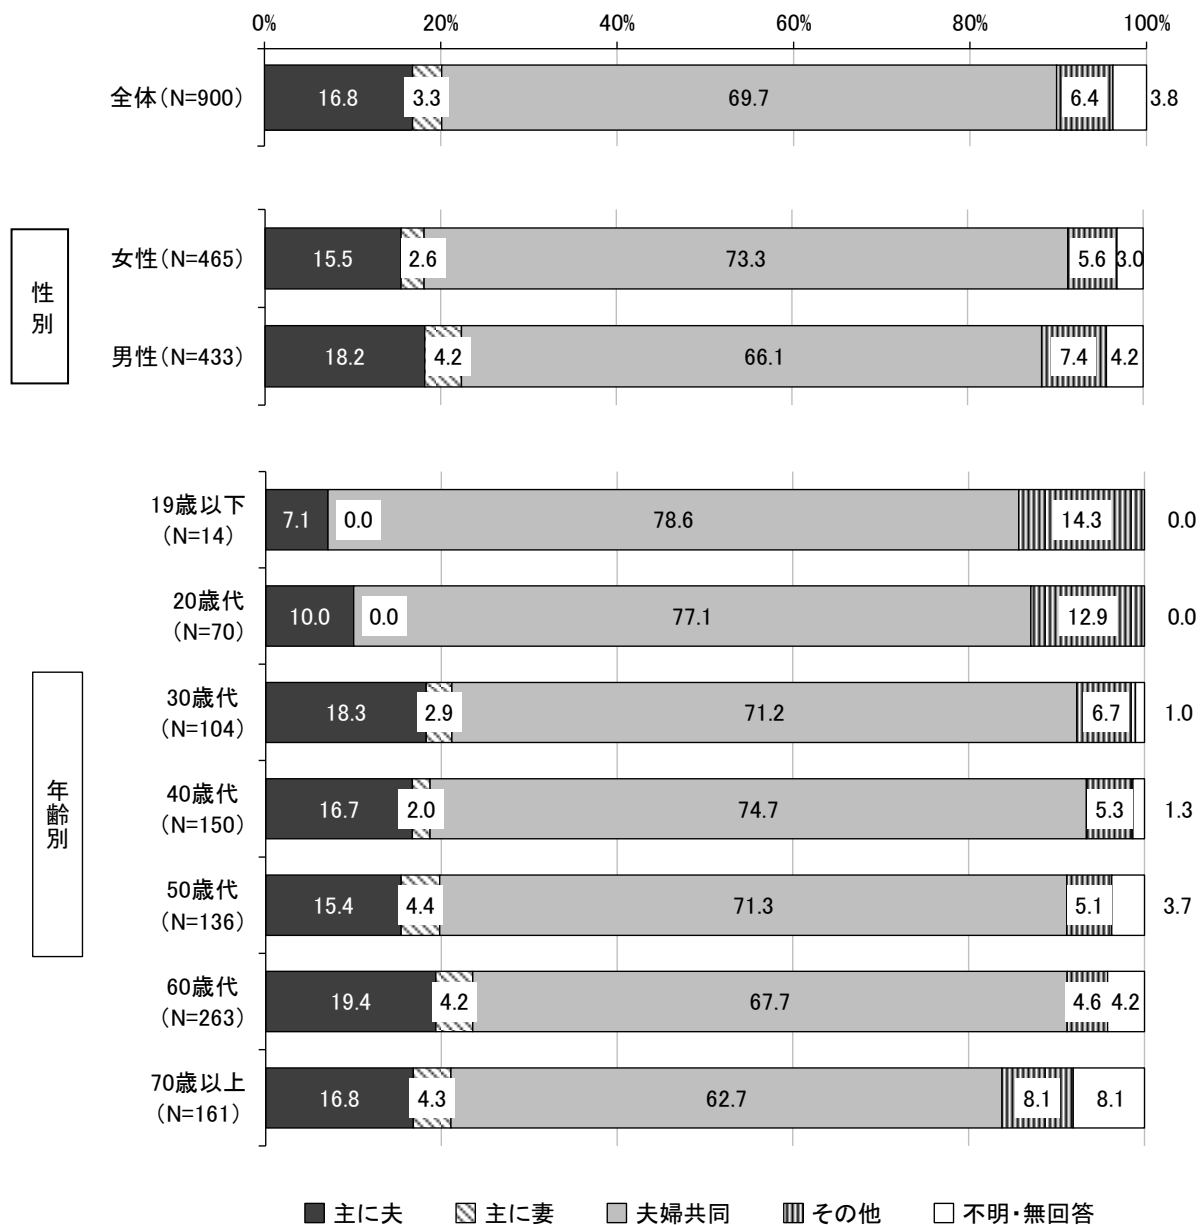 0% 20% 40% 60% 80% 100%
全体(N=900) 16.8 3.3 69.7 6.4 3.8
性別
女性(N=465) 15.5 2.6 73.3 5.6 3.0
男性(N=433) 18.2 4.2 66.1 7.4 4.2
年齢別
19歳以下
(N=14) 7.1 0.0 78.6 14.3 0.0
20歳代
(N=70) 10.0 0.0 77.1 12.9 0.0
30歳代
(N=104) 18.3 2.9 71.2 6.7 1.0
40歳代
(N=150) 16.7 2.0 74.7 5.3 1.3
50歳代
(N=136) 15.4 4.4 71.3 5.1 3.7
60歳代
(N=263) 19.4 4.2 67.7 4.6 4.2
70歳以上
(N=161) 16.8 4.3 62.7 8.1 8.1
主に夫 主に妻 夫婦共同 その他 不明・無回答